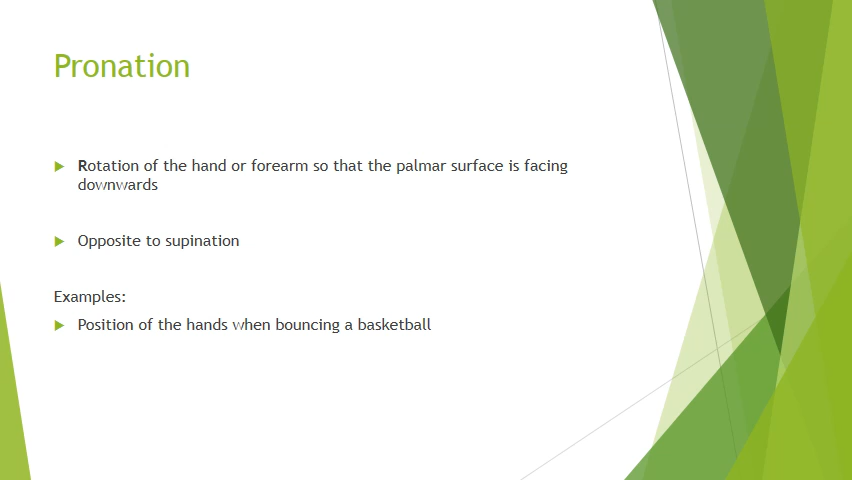 Pronation
Rotation of the hand or forearm so that the palmar surface is facing
downwards
Opposite to supination
Examples:
Position of the hands when bouncing a basketball